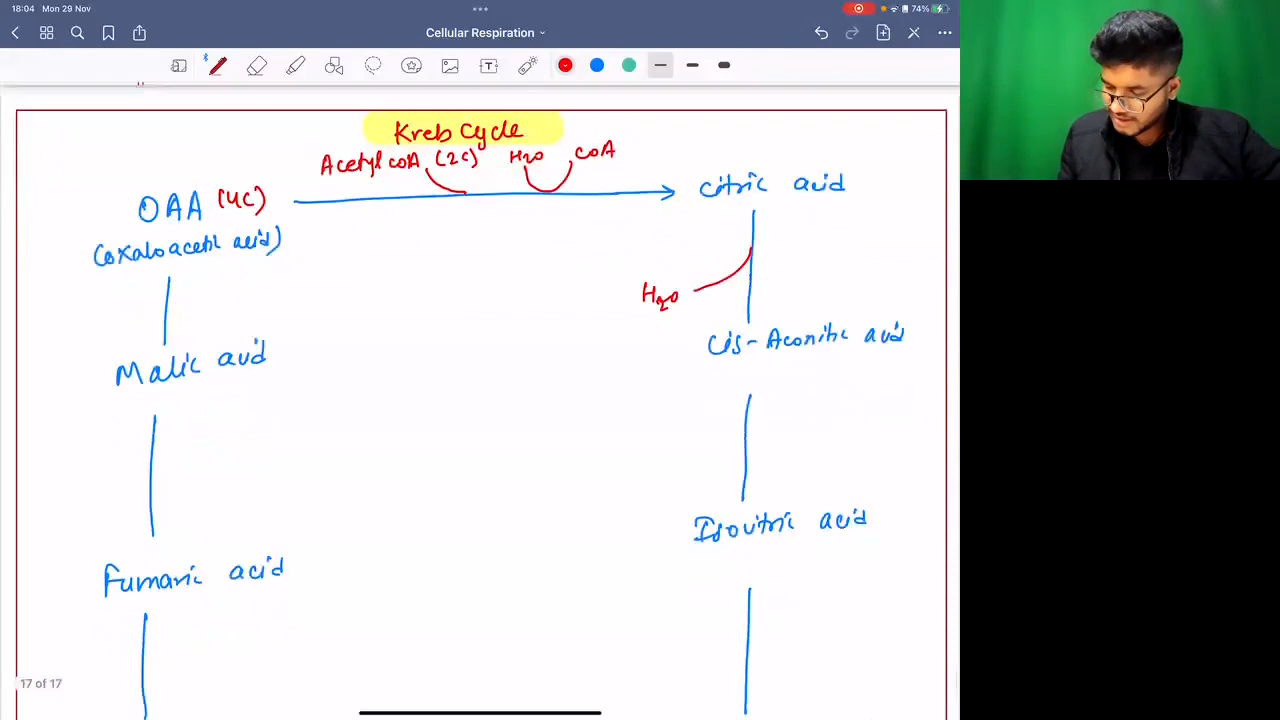 18:04 Mon 29 Nov
74%
Cellular Respiration
Kreb Cycle
Acetyl coA (2C) H2O coA
OAA (4C)
Citric acid
(oxaloacetic acid)
H2O
Cis-Aconitic acid
Malic acid
Isocitric acid
Fumaric acid
17 of 17